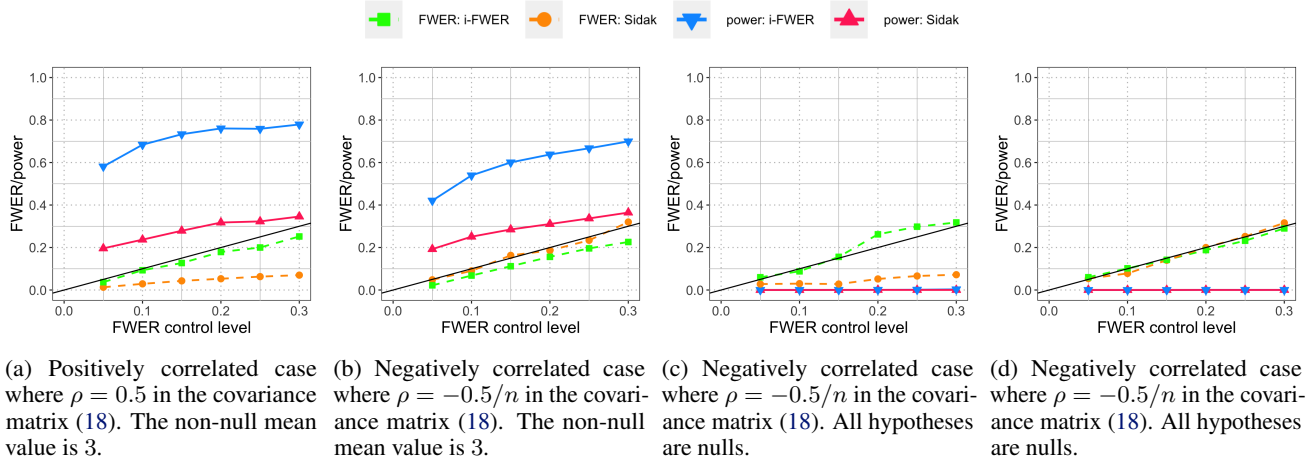 FWER: i-FWER FWER: Sidak power: i-FWER power: Sidak
1.0
0.8
0.6
0.4
0.2
0.0
FWER/power
0.0 0.1 0.2 0.3
FWER control level
1.0
0.8
0.6
0.4
0.2
0.0
FWER/power
0.0 0.1 0.2 0.3
FWER control level
1.0
0.8
0.6
0.4
0.2
0.0
FWER/power
0.0 0.1 0.2 0.3
FWER control level
1.0
0.8
0.6
0.4
0.2
0.0
FWER/power
0.0 0.1 0.2 0.3
FWER control level
(a) Positively correlated case
where ρ = 0.5 in the covariance
matrix (18). The non-null mean
value is 3.
(b) Negatively correlated case
where ρ = −0.5/n in the covari-
ance matrix (18). The non-null
mean value is 3.
(c) Negatively correlated case
where ρ = −0.5/n in the covari-
ance matrix (18). All hypotheses
are nulls.
(d) Negatively correlated case
where ρ = −0.5/n in the covari-
ance matrix (18). All hypotheses
are nulls.